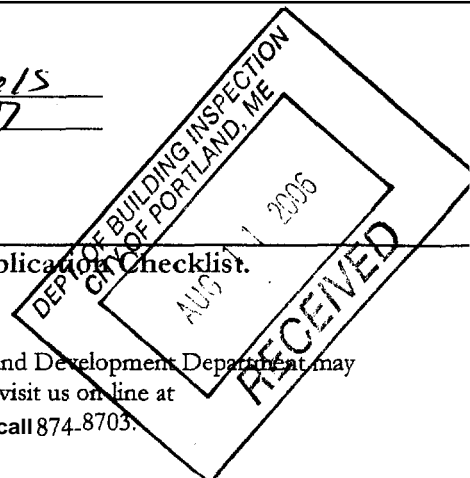 DEPT. OF BUILDING INSPECTION
CITY OF PORTLAND, ME
AUG 11 2006
RECEIVED
plication Checklist.
nd Development Department may
visit us on-line at
call 874-8703.